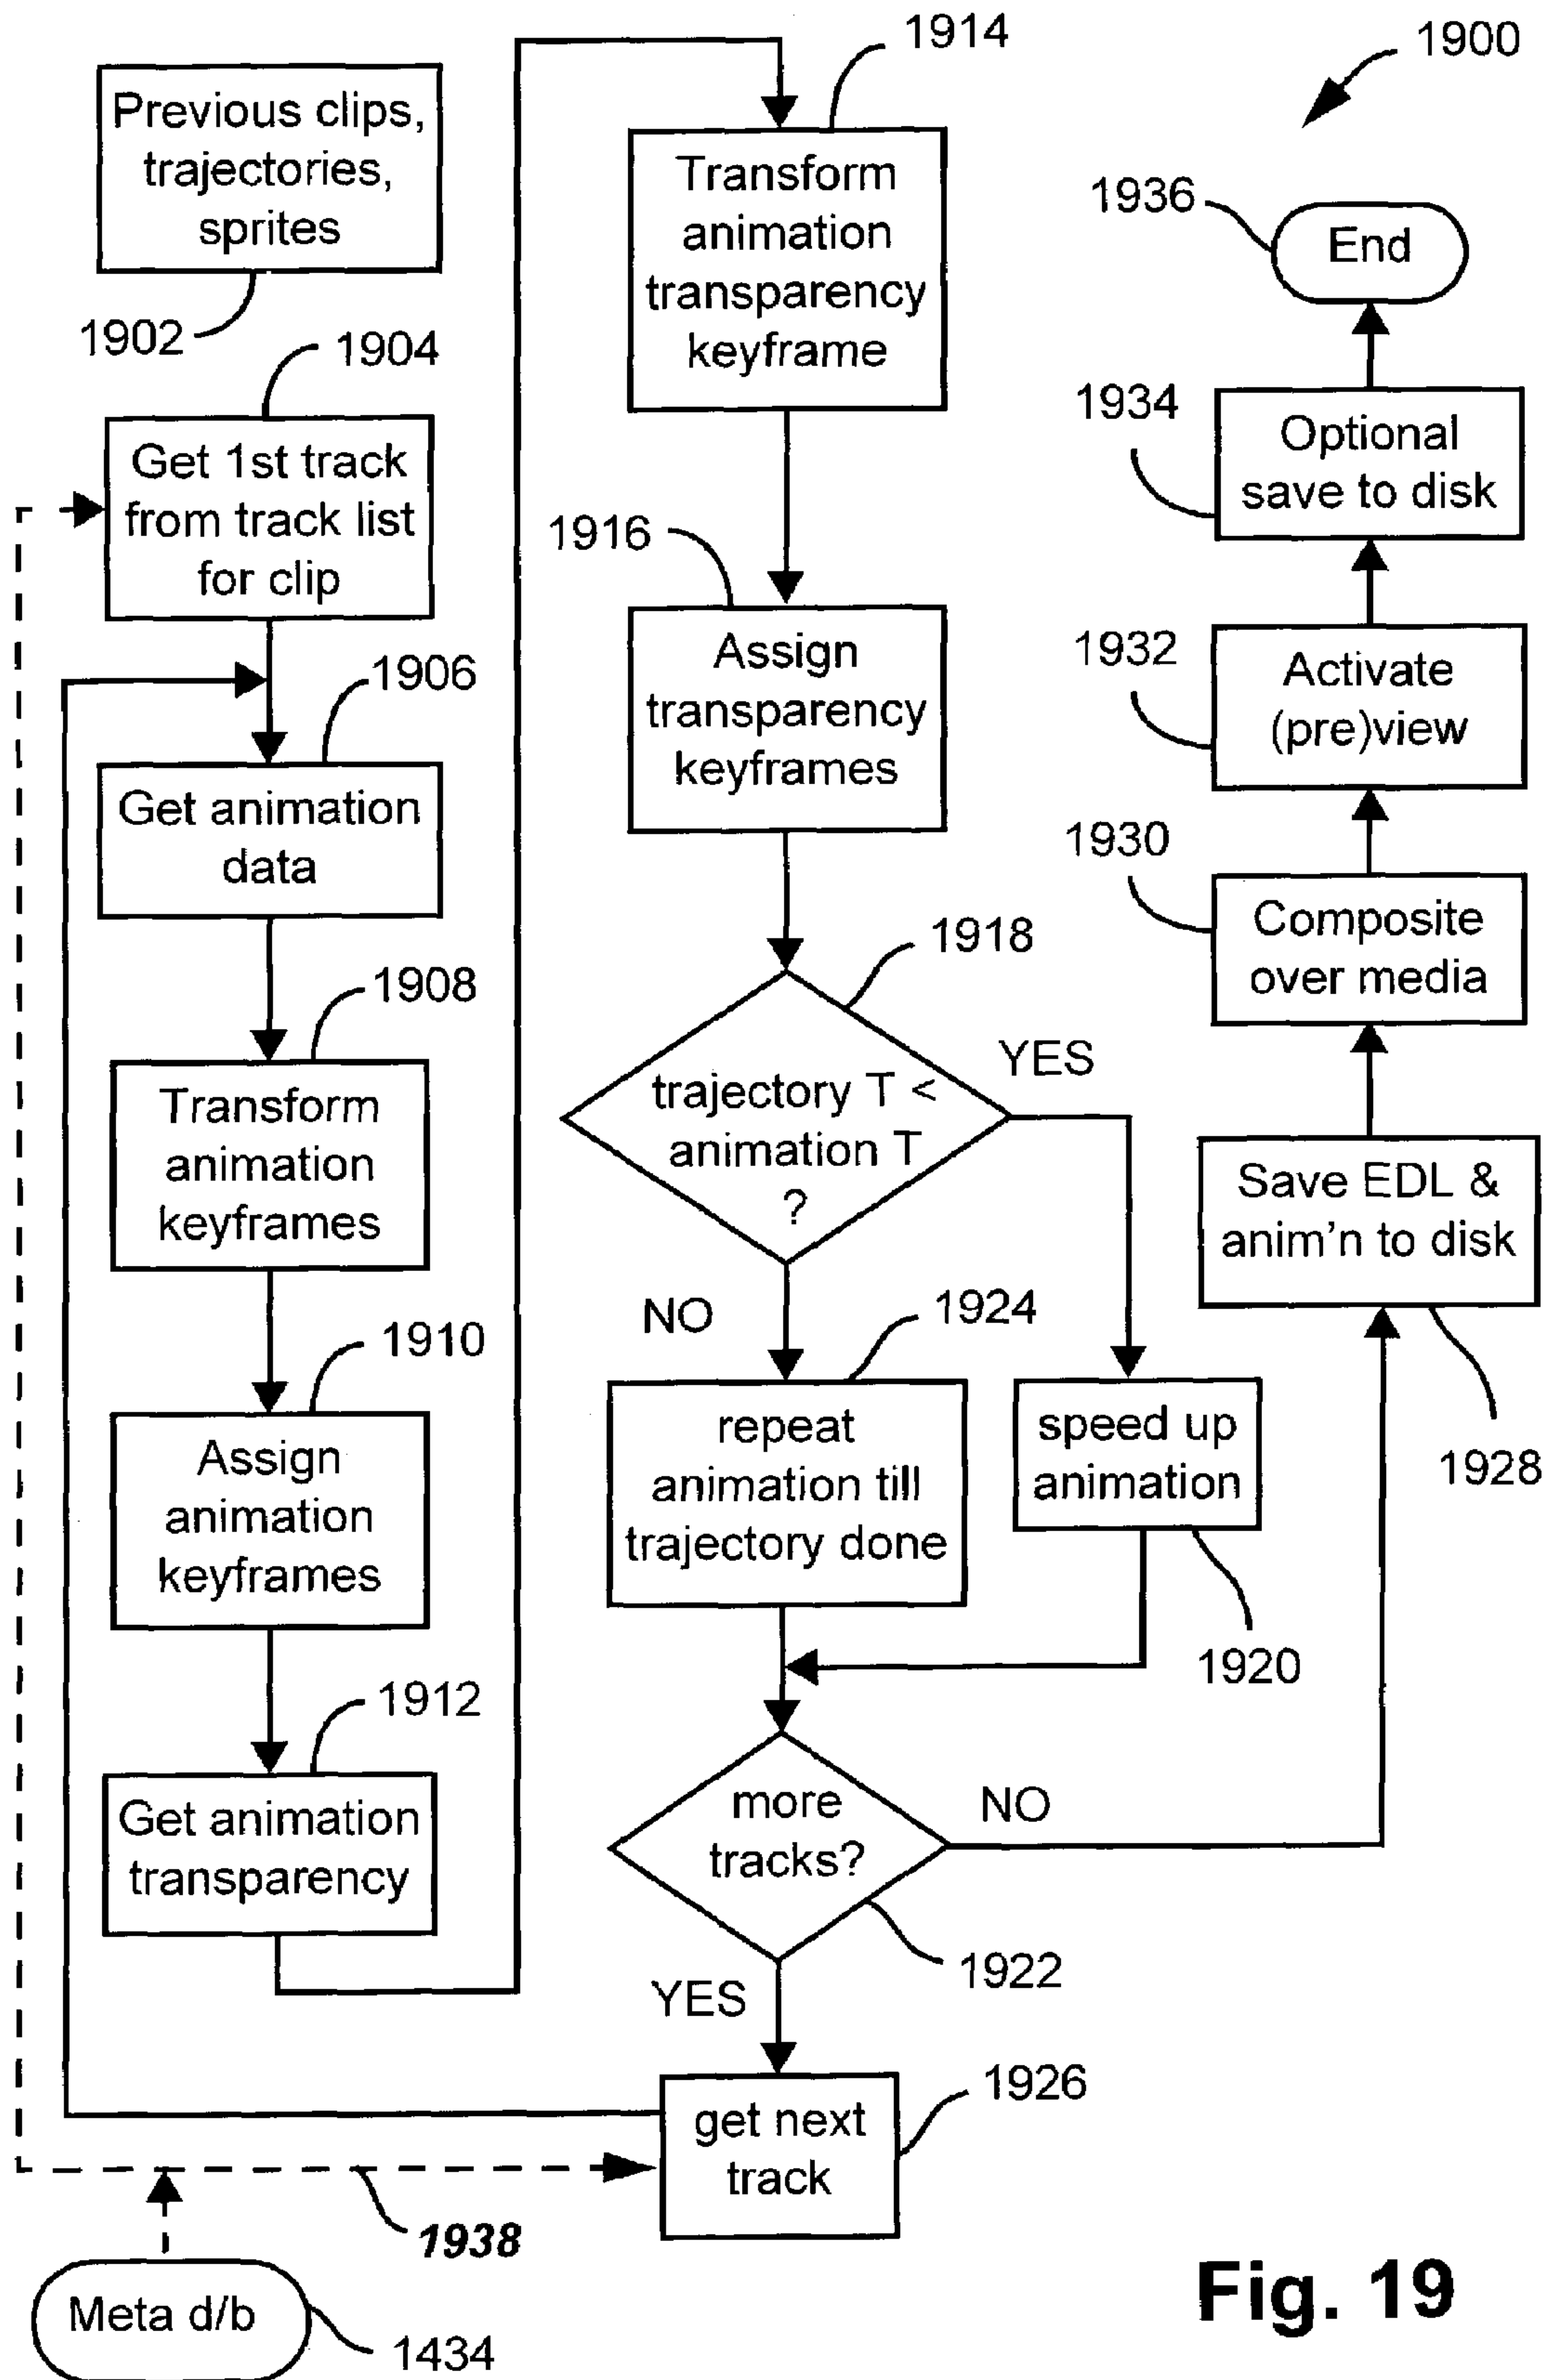 1900
Previous clips,
trajectories,
sprites
1902
1904
Get 1st track
from track list
for clip
1906
Get animation
data
1908
Transform
animation
keyframes
1910
Assign
animation
keyframes
1912
Get animation
transparency
1914
Transform
animation
transparency
keyframe
1916
Assign
transparency
keyframes
1918
trajectory T <
animation T
?
YES
NO
1924
repeat
animation till
trajectory done
speed up
animation
1920
more
tracks?
NO
1922
YES
1926
get next
track
1938
Meta d/b
1434
1936
End
1934
Optional
save to disk
1932
Activate
(pre)view
1930
Composite
over media
Save EDL &
anim'n to disk
1928
Fig. 19